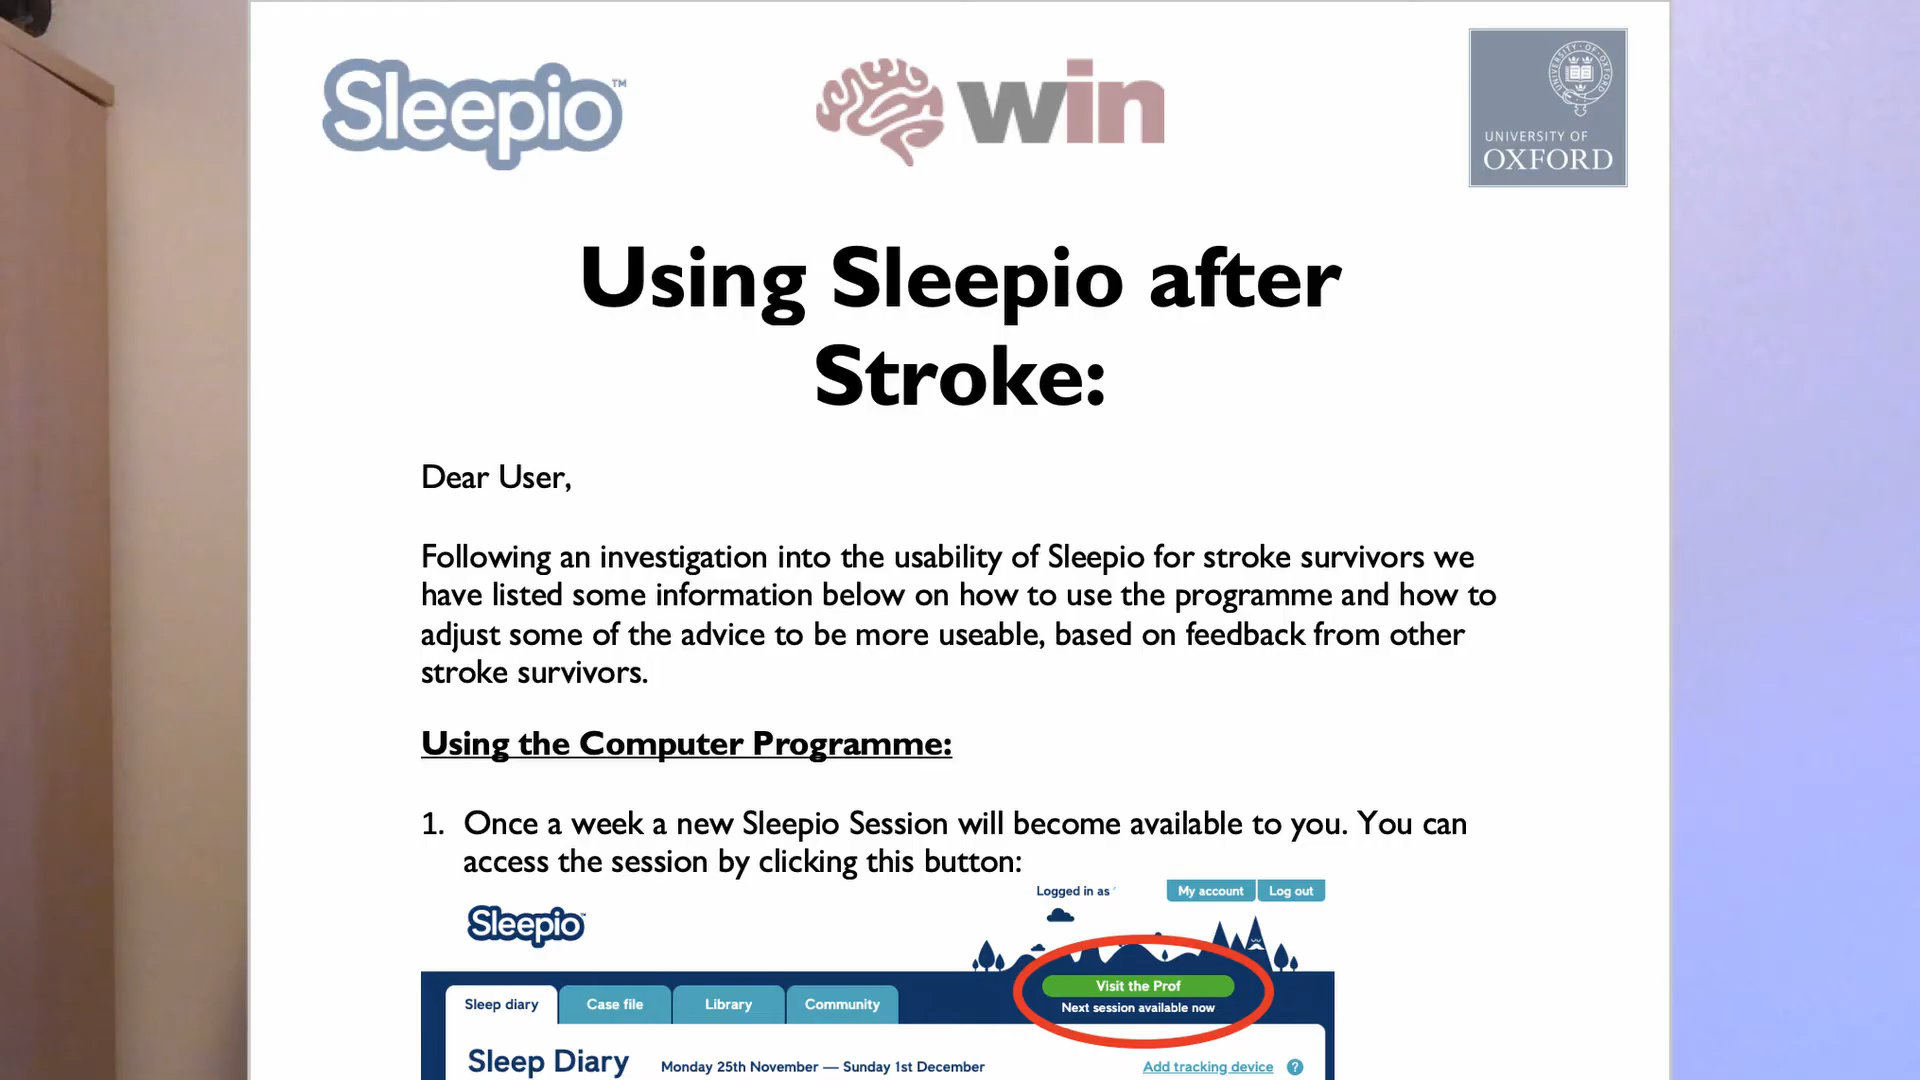 Sleepio™
win
UNIVERSITY OF
OXFORD
Using Sleepio after
Stroke:
Dear User,
Following an investigation into the usability of Sleepio for stroke survivors we
have listed some information below on how to use the programme and how to
adjust some of the advice to be more useable, based on feedback from other
stroke survivors.
Using the Computer Programme:
1. Once a week a new Sleepio Session will become available to you. You can
access the session by clicking this button:
Logged in as
My account
Log out
Sleepio
Visit the Prof
Next session available now
Sleep diary
Case file
Library
Community
Sleep Diary
Monday 25th November — Sunday 1st December
Add tracking device
?